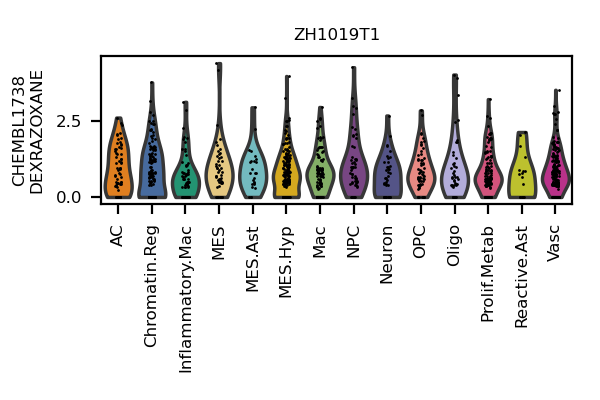 ZH1019T1
CHEMBL1738
DEXRAZOXANE
2.5
0.0
AC
Chromatin.Reg
Inflammatory.Mac
MES
MES.Ast
MES.Hyp
Mac
NPC
Neuron
OPC
Oligo
Prolif.Metab
Reactive.Ast
Vasc